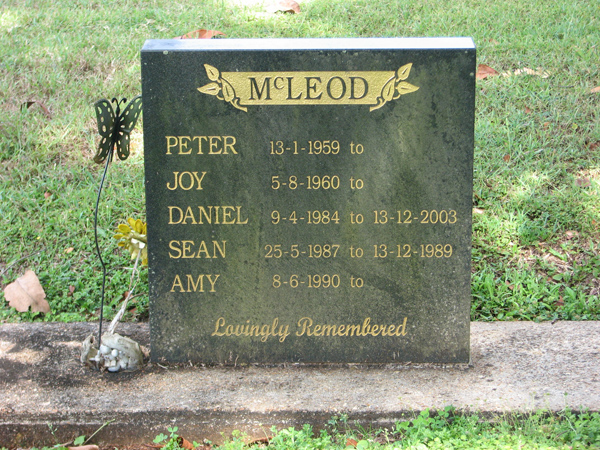 McLEOD
PETER 13-1-1959 to
JOY 5-8-1960 to
DANIEL 9-4-1984 to 13-12-2003
SEAN 25-5-1987 to 13-12-1989
AMY 8-6-1990 to
Lovingly Remembered